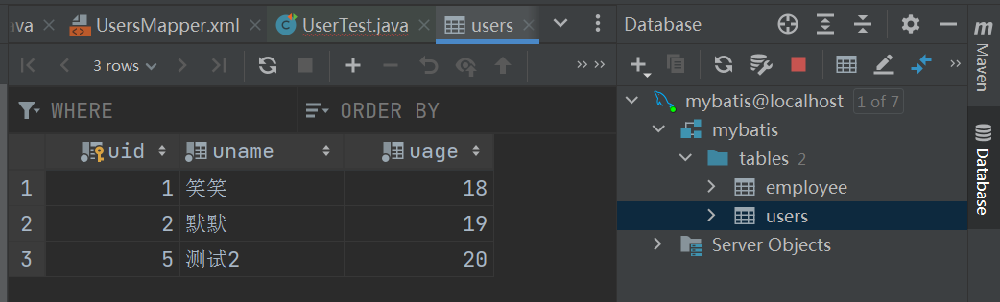 ava UsersMapper.xml UserTest.java users
3 rows
WHERE ORDER BY
uid uname uage
1 1 笑笑 18
2 2 默默 19
3 5 测试2 20
Database
mybatis@localhost 1 of 7
mybatis
tables 2
employee
users
Server Objects
m
Maven
Database